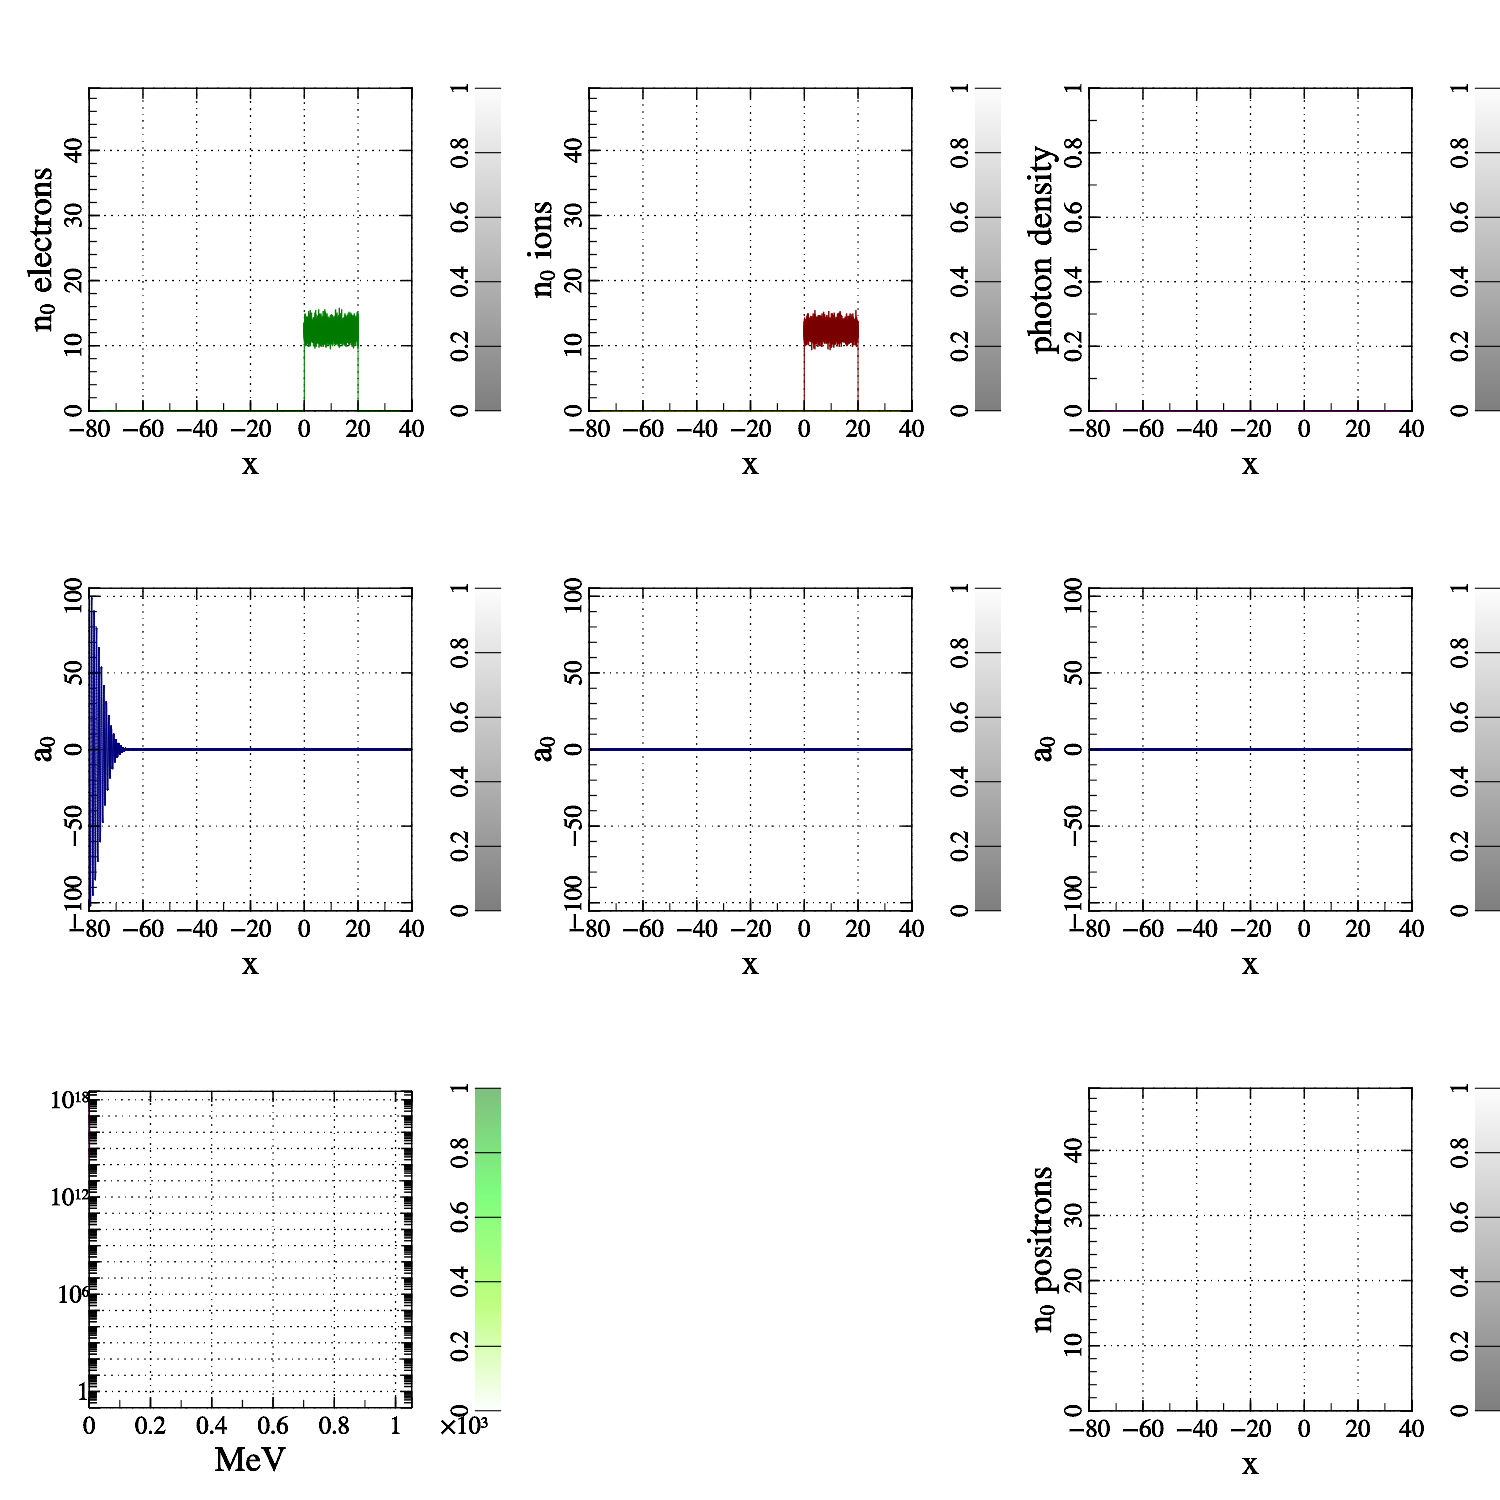 n₀ electrons
0 10 20 30 40
−80 −60 −40 −20 0 20 40
x
0 0.2 0.4 0.6 0.8 1
n₀ ions
0 10 20 30 40
−80 −60 −40 −20 0 20 40
x
0 0.2 0.4 0.6 0.8 1
photon density
0 0.2 0.4 0.6 0.8 1
−80 −60 −40 −20 0 20 40
x
0 0.2 0.4 0.6 0.8 1
a₀
−100 −50 0 50 100
−80 −60 −40 −20 0 20 40
x
0 0.2 0.4 0.6 0.8 1
a₀
−100 −50 0 50 100
−80 −60 −40 −20 0 20 40
x
0 0.2 0.4 0.6 0.8 1
a₀
−100 −50 0 50 100
−80 −60 −40 −20 0 20 40
x
0 0.2 0.4 0.6 0.8 1
10¹⁸
10¹²
10⁶
1
0 0.2 0.4 0.6 0.8 1
×10³
MeV
0 0.2 0.4 0.6 0.8 1
n₀ positrons
0 10 20 30 40
−80 −60 −40 −20 0 20 40
x
0 0.2 0.4 0.6 0.8 1